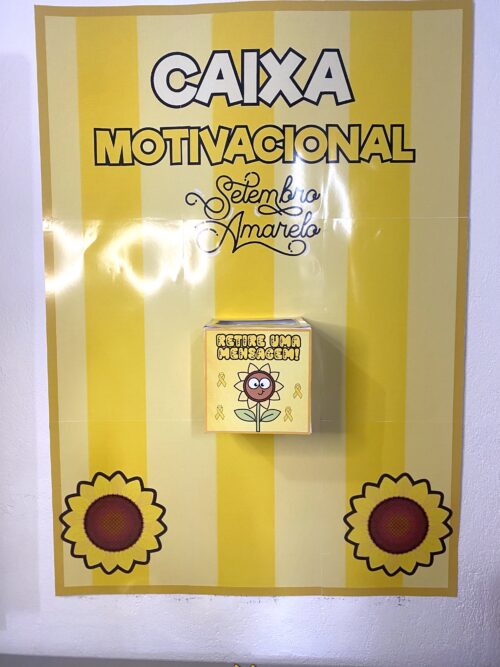 CAIXA
MOTIVACIONAL
Setembro
Amarelo
RETIRE UMA
MENSAGEM!